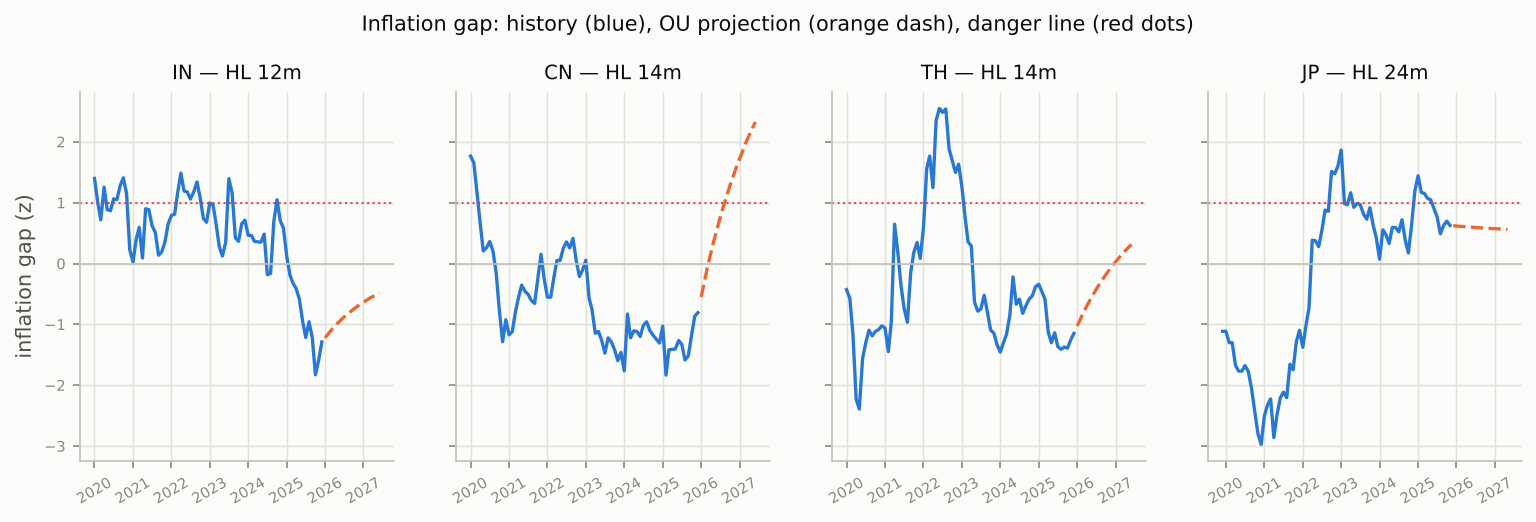 Inflation gap: history (blue), OU projection (orange dash), danger line (red dots)
IN — HL 12m
CN — HL 14m
TH — HL 14m
JP — HL 24m
inflation gap (z)
2
1
0
−1
−2
−3
2020 2021 2022 2023 2024 2025 2026 2027
2020 2021 2022 2023 2024 2025 2026 2027
2020 2021 2022 2023 2024 2025 2026 2027
2020 2021 2022 2023 2024 2025 2026 2027